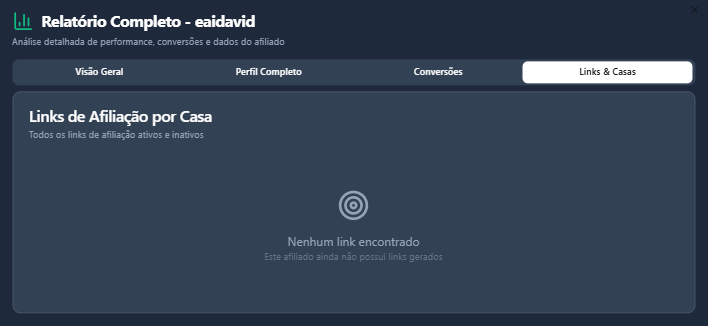 Relatório Completo - eaidavid
Análise detalhada de performance, conversões e dados do afiliado
Visão Geral
Perfil Completo
Conversões
Links & Casas
Links de Afiliação por Casa
Todos os links de afiliação ativos e inativos
Nenhum link encontrado
Este afiliado ainda não possui links gerados